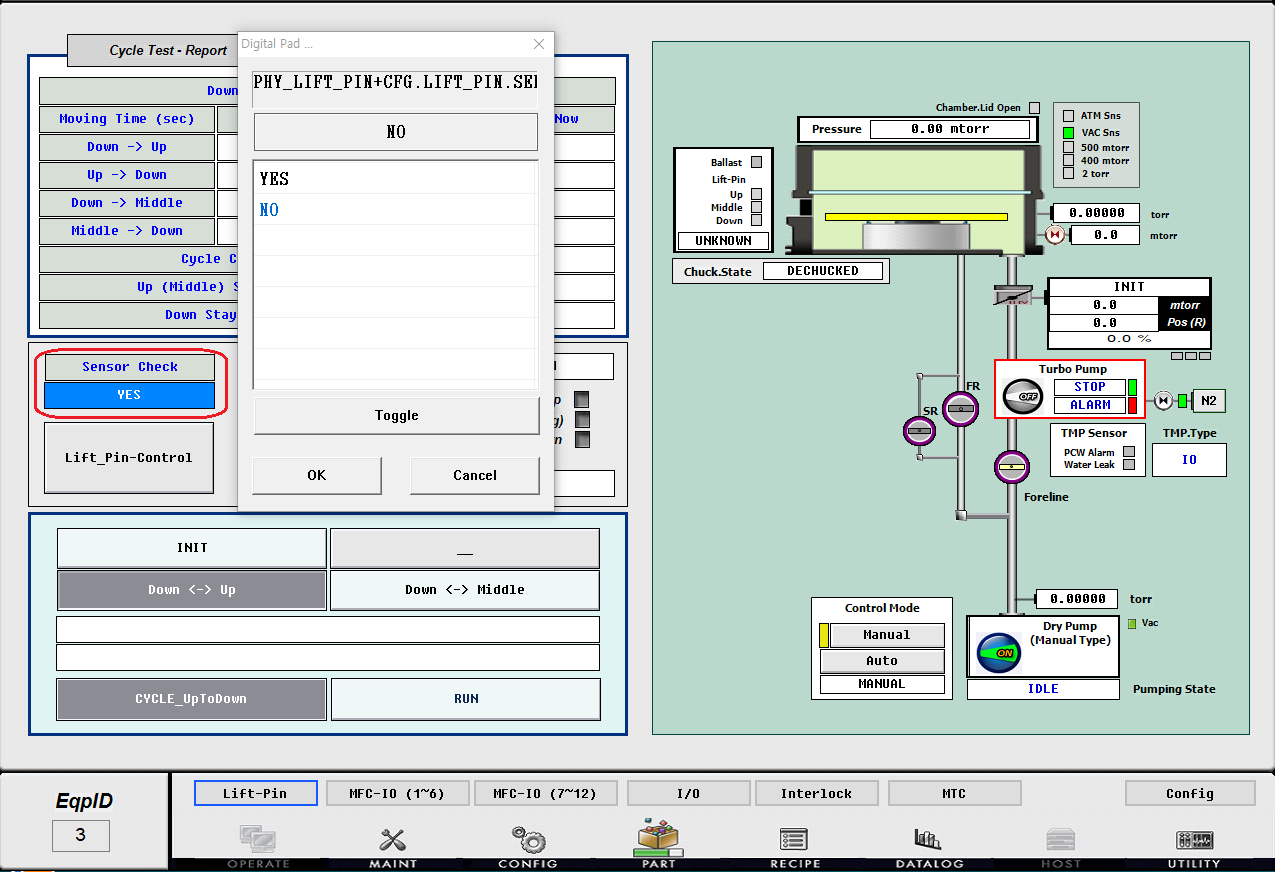 Cycle Test - Report
Down
Moving Time (sec)
Now
Down -> Up
Up -> Down
Down -> Middle
Middle -> Down
Cycle C
Up (Middle) S
Down Stay
Sensor Check
YES
Lift_Pin-Control
Digital Pad ...
PHY_LIFT_PIN+CFG.LIFT_PIN.SEN
NO
YES
NO
Toggle
OK
Cancel
INIT
__
Down <-> Up
Down <-> Middle
CYCLE_UpToDown
RUN
Chamber.Lid Open
Pressure
0.00 mtorr
ATM Sns
VAC Sns
500 mtorr
400 mtorr
2 torr
Ballast
Lift-Pin
Up
Middle
Down
UNKNOWN
Chuck.State
DECHUCKED
0.00000 torr
0.0 mtorr
INIT
0.0 mtorr
0.0 Pos (R)
0.0 %
Turbo Pump
OFF
STOP
ALARM
N2
FR
SR
TMP Sensor
PCW Alarm
Water Leak
TMP.Type
IO
Foreline
0.00000 torr
Control Mode
Manual
Auto
MANUAL
Dry Pump
(Manual Type)
ON
Vac
IDLE
Pumping State
EqpID
3
Lift-Pin
MFC-IO (1~6)
MFC-IO (7~12)
I/O
Interlock
MTC
Config
OPERATE
MAINT
CONFIG
PART
RECIPE
DATALOG
HOST
UTILITY